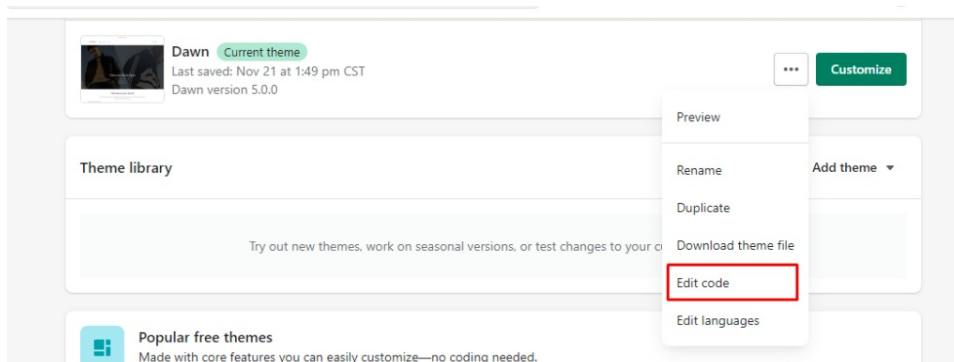 Dawn Current theme
Last saved: Nov 21 at 1:49 pm CST
Dawn version 5.0.0
••• Customize
Preview
Theme library
Rename
Add theme
Duplicate
Try out new themes, work on seasonal versions, or test changes to your
Download theme file
Edit code
Edit languages
Popular free themes
Made with core features you can easily customize—no coding needed.